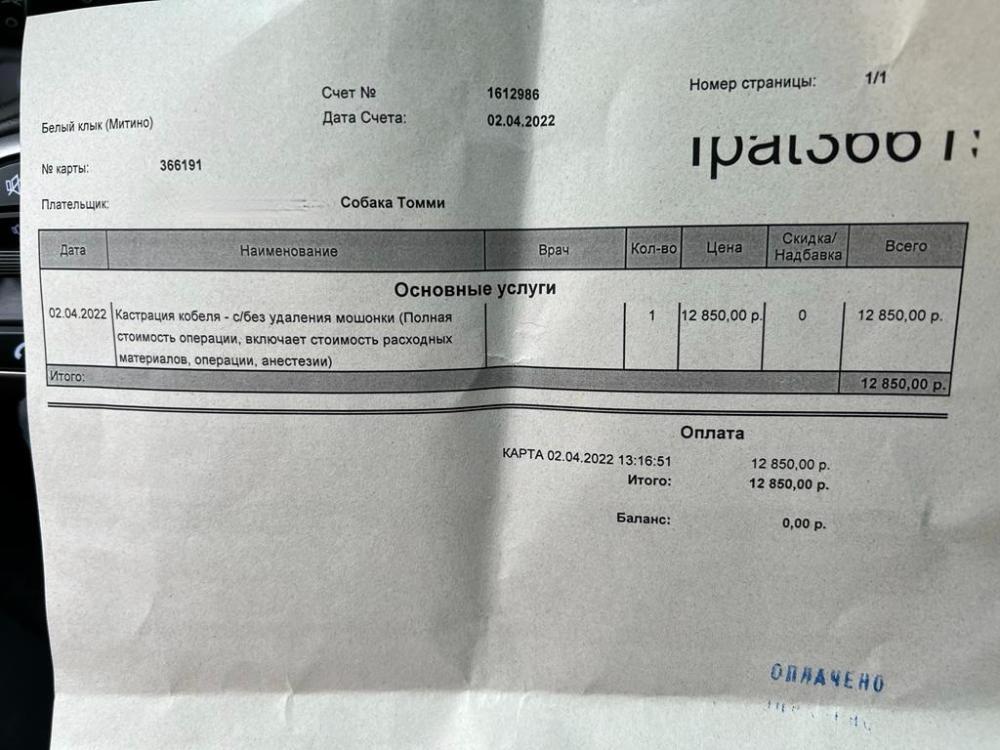 Счет № 1612986 Номер страницы: 1/1
Белый клык (Митино) Дата Счета: 02.04.2022
№ карты: 366191
Плательщик: Собака Томми
Дата Наименование Врач Кол-во Цена Скидка/ Надбавка Всего
Основные услуги
02.04.2022 Кастрация кобеля - с/без удаления мошонки (Полная 1 12 850,00 р. 0 12 850,00 р.
стоимость операции, включает стоимость расходных
материалов, операции, анестезии)
Итого: 12 850,00 р.
Оплата
КАРТА 02.04.2022 13:16:51 12 850,00 р.
Итого: 12 850,00 р.
Баланс: 0,00 р.
ОПЛАЧЕНО